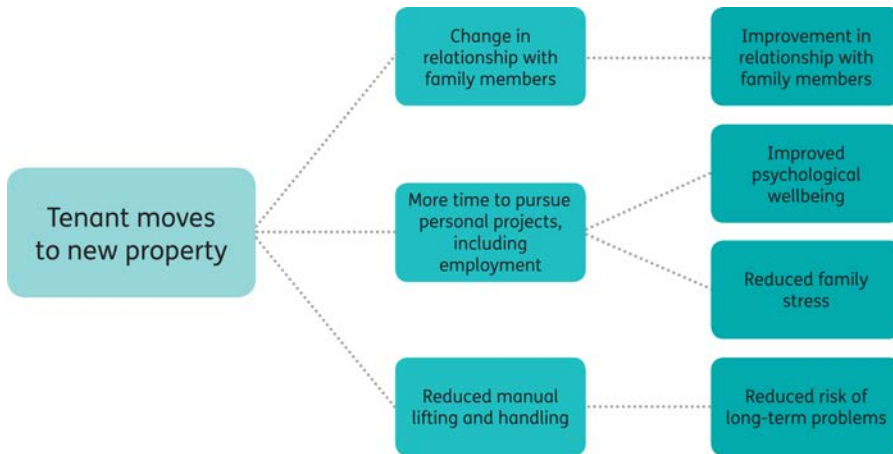 Tenant moves
to new property
Change in
relationship with
family members
More time to pursue
personal projects,
including
employment
Reduced manual
lifting and handling
Improvement in
relationship with
family members
Improved
psychological
wellbeing
Reduced family
stress
Reduced risk of
long-term problems